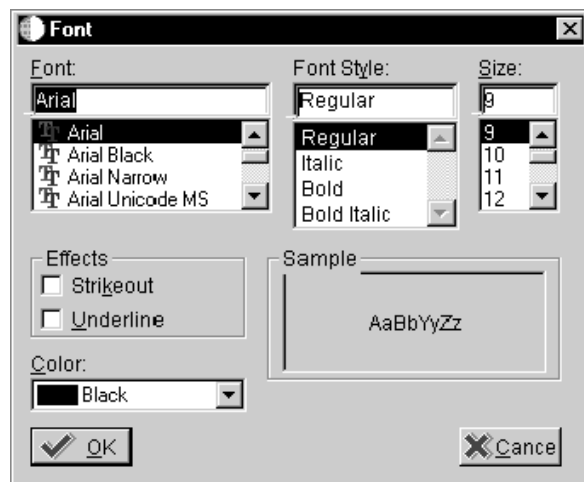 Font
Font:
Font Style:
Size:
Arial
Regular
9
Arial
Arial Black
Arial Narrow
Arial Unicode MS
Regular
Italic
Bold
Bold Italic
9
10
11
12
Effects
Strikeout
Underline
Sample
AaBbYyZz
Color:
Black
OK
Cance